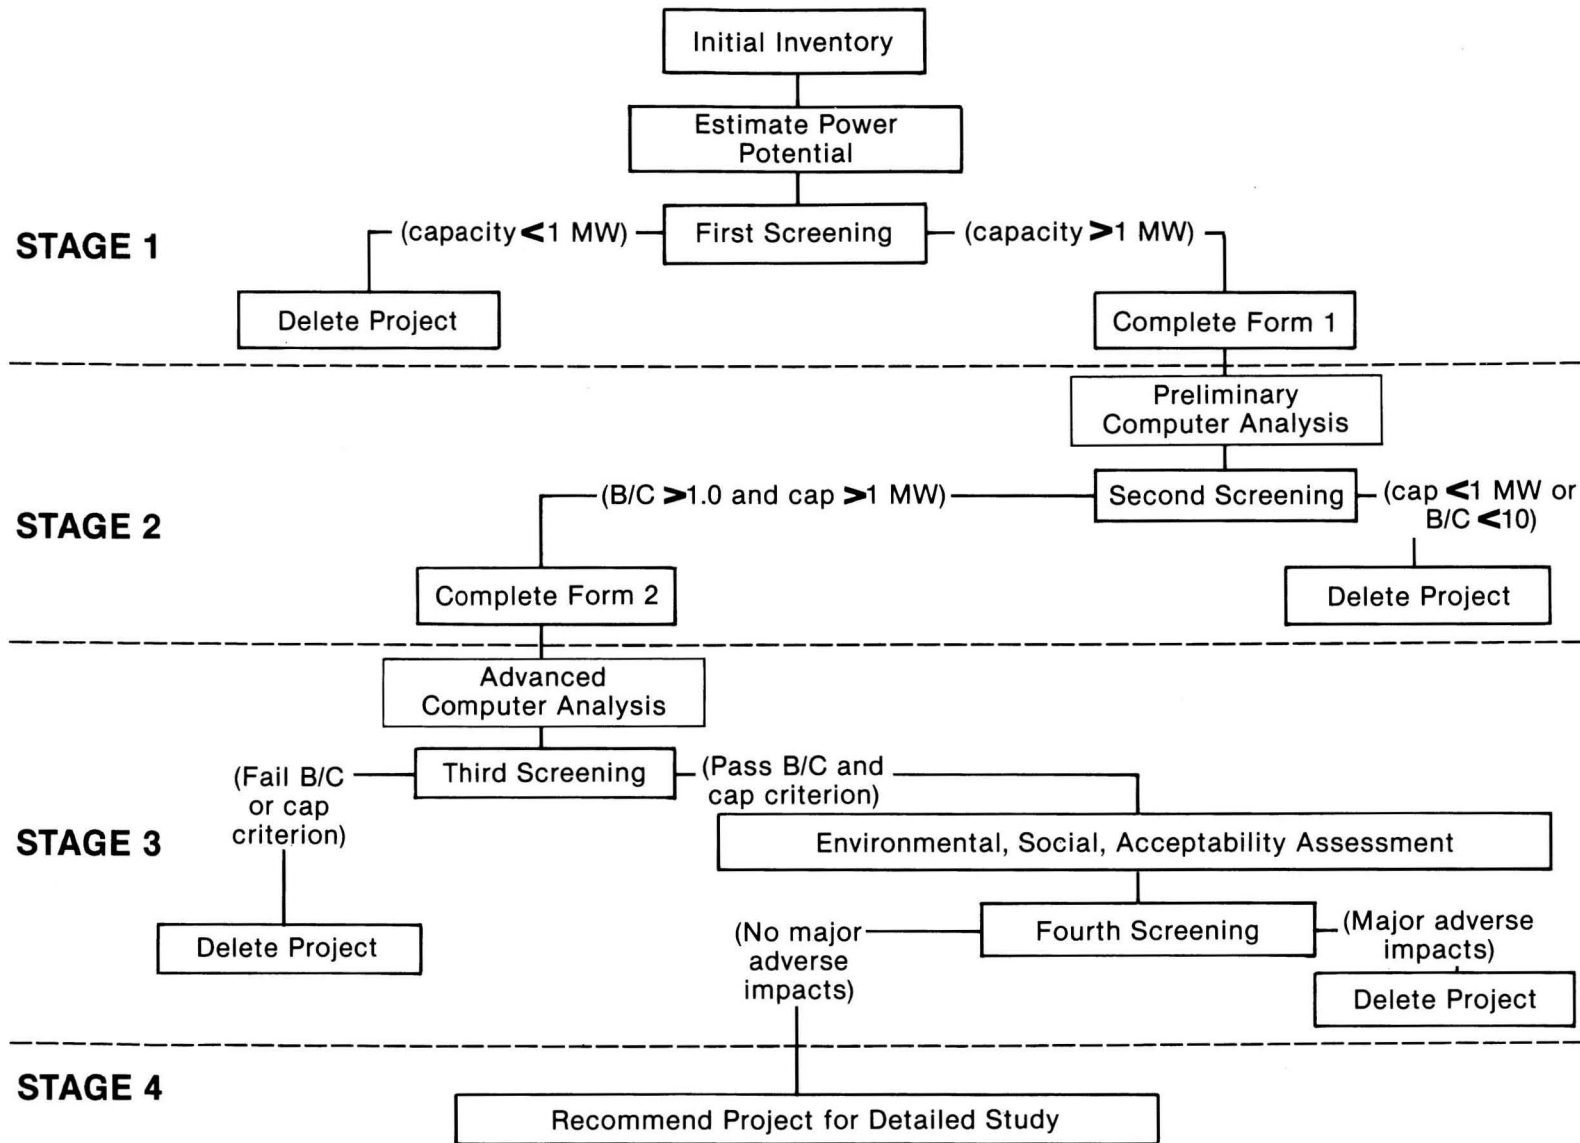 Initial Inventory
Estimate Power
Potential
STAGE 1
(capacity <1 MW)
First Screening
(capacity >1 MW)
Delete Project
Complete Form 1
Preliminary
Computer Analysis
STAGE 2
(B/C >1.0 and cap >1 MW)
Second Screening
(cap <1 MW or
B/C <10)
Complete Form 2
Delete Project
Advanced
Computer Analysis
STAGE 3
(Fail B/C
or cap
criterion)
Third Screening
(Pass B/C and
cap criterion)
Environmental, Social, Acceptability Assessment
Delete Project
(No major
adverse
impacts)
Fourth Screening
(Major adverse
impacts)
Delete Project
STAGE 4
Recommend Project for Detailed Study